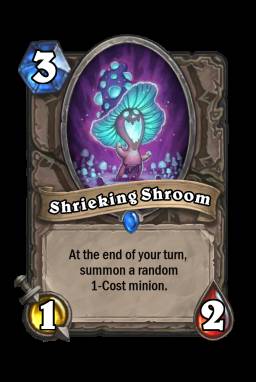 3
Shrieking Shroom
At the end of your turn,
summon a random
1-Cost minion.
1
2